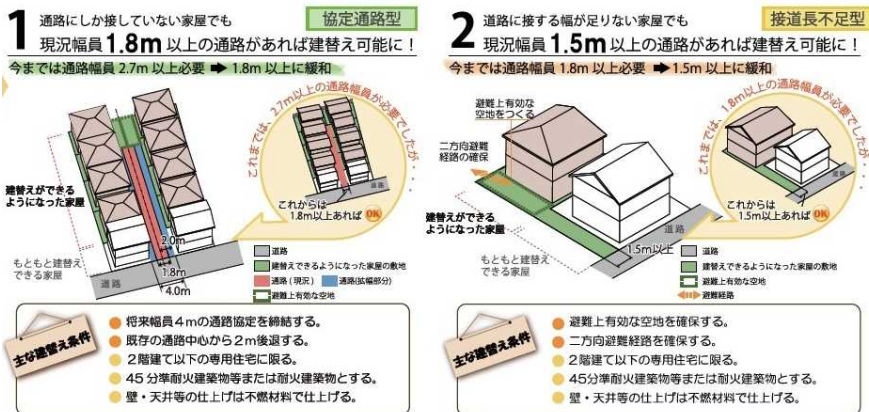 1
通路にしか接していない家屋でも
協定通路型
現況幅員1.8m以上の通路があれば建替え可能に！
今までは通路幅員2.7m以上必要 ➡ 1.8m以上に緩和
これまでは、2.7m以上の通路幅員が必要でしたが・・・
道路
これからは
1.8m以上あれば OK
建替えができる
ようになった家屋
もともと建替え
できる家屋
道路
2.0m
1.8m
4.0m
道路
建替えできるようになった家屋の敷地
通路(現況)
通路(拡幅部分)
避難上有効な空地
主な建替え条件
将来幅員4mの通路協定を締結する。
既存の通路中心から2m後退する。
2階建て以下の専用住宅に限る。
45分準耐火建築物等または耐火建築物とする。
壁・天井等の仕上げは不燃材料で仕上げる。
2
道路に接する幅が足りない家屋でも
接道長不足型
現況幅員1.5m以上の通路があれば建替え可能に！
今までは通路幅員1.8m以上必要 ➡ 1.5m以上に緩和
これまでは、1.8m以上の通路幅員が必要でしたが・・・
避難上有効な
空地をつくる
二方向避難
経路の確保
建替えができる
ようになった家屋
もともと建替え
できる家屋
道路
1.5m以上
道路
これからは
1.5m以上あれば OK
道路
建替えできるようになった家屋の敷地
避難上有効な空地
避難経路
主な建替え条件
避難上有効な空地を確保する。
二方向避難経路を確保する。
2階建て以下の専用住宅に限る。
45分準耐火建築物等または耐火建築物とする。
壁・天井等の仕上げは不燃材料で仕上げる。